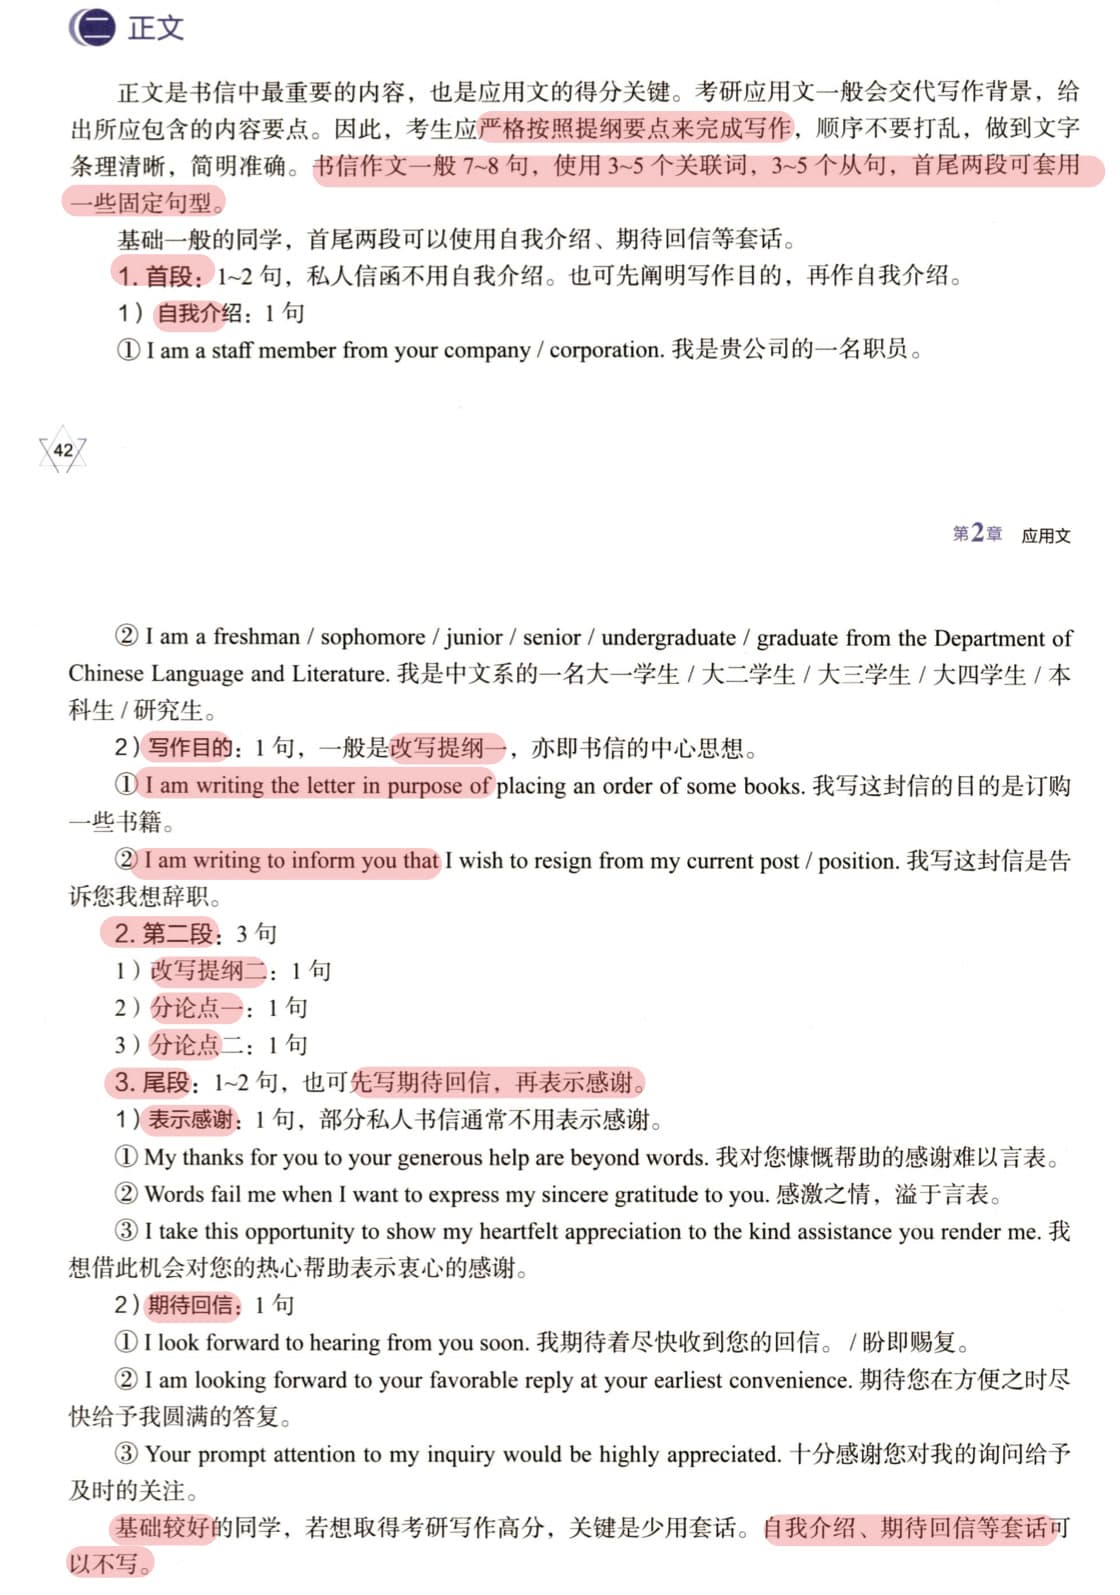 二 正文
正文是书信中最重要的内容，也是应用文的得分关键。考研应用文一般会交代写作背景，给
出所应包含的内容要点。因此，考生应严格按照提纲要点来完成写作，顺序不要打乱，做到文字
条理清晰，简明准确。书信作文一般 7~8 句，使用 3~5 个关联词，3~5 个从句，首尾两段可套用
一些固定句型。
基础一般的同学，首尾两段可以使用自我介绍、期待回信等套话。
1. 首段：1~2 句，私人信函不用自我介绍。也可先阐明写作目的，再作自我介绍。
1）自我介绍：1 句
① I am a staff member from your company / corporation. 我是贵公司的一名职员。
42
第2章 应用文
② I am a freshman / sophomore / junior / senior / undergraduate / graduate from the Department of
Chinese Language and Literature. 我是中文系的一名大一学生 / 大二学生 / 大三学生 / 大四学生 / 本
科生 / 研究生。
2）写作目的：1 句，一般是改写提纲一，亦即书信的中心思想。
① I am writing the letter in purpose of placing an order of some books. 我写这封信的目的是订购
一些书籍。
② I am writing to inform you that I wish to resign from my current post / position. 我写这封信是告
诉您我想辞职。
2. 第二段：3 句
1）改写提纲二：1 句
2）分论点一：1 句
3）分论点二：1 句
3. 尾段：1~2 句，也可先写期待回信，再表示感谢。
1）表示感谢：1 句，部分私人书信通常不用表示感谢。
① My thanks for you to your generous help are beyond words. 我对您慷慨帮助的感谢难以言表。
② Words fail me when I want to express my sincere gratitude to you. 感激之情，溢于言表。
③ I take this opportunity to show my heartfelt appreciation to the kind assistance you render me. 我
想借此机会对您的热心帮助表示衷心的感谢。
2）期待回信：1 句
① I look forward to hearing from you soon. 我期待着尽快收到您的回信。 / 盼即赐复。
② I am looking forward to your favorable reply at your earliest convenience. 期待您在方便之时尽
快给予我圆满的答复。
③ Your prompt attention to my inquiry would be highly appreciated. 十分感谢您对我的询问给予
及时的关注。
基础较好的同学，若想取得考研写作高分，关键是少用套话。自我介绍、期待回信等套话可
以不写。